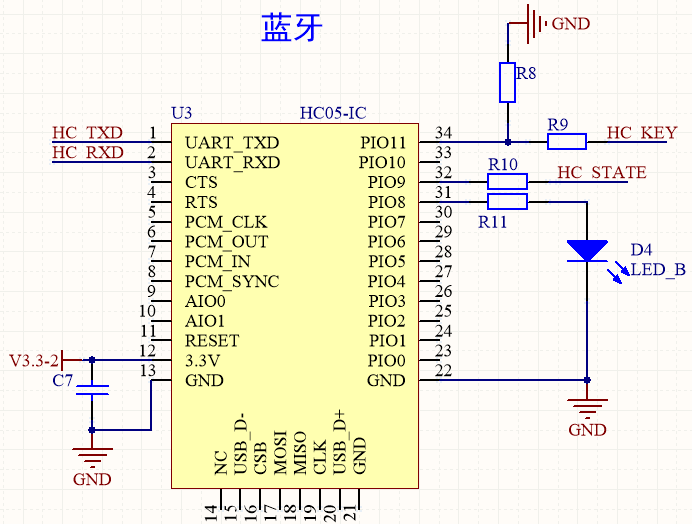 蓝牙
GND
R8
U3
HC05-IC
HC_TXD
1
UART_TXD
PIO11
34
R9
HC_KEY
HC_RXD
2
UART_RXD
PIO10
33
3
CTS
PIO9
32
R10
HC_STATE
4
RTS
PIO8
31
R11
5
PCM_CLK
PIO7
30
6
PCM_OUT
PIO6
29
7
PCM_IN
PIO5
28
D4
LED_B
8
PCM_SYNC
PIO4
27
9
AIO0
PIO3
26
10
AIO1
PIO2
25
11
RESET
PIO1
24
V3.3-2
12
3.3V
PIO0
23
C7
13
GND
GND
22
GND
GND
NC
USB_D-
CSB
MOSI
MISO
CLK
USB_D+
GND
14
15
16
17
18
19
20
21